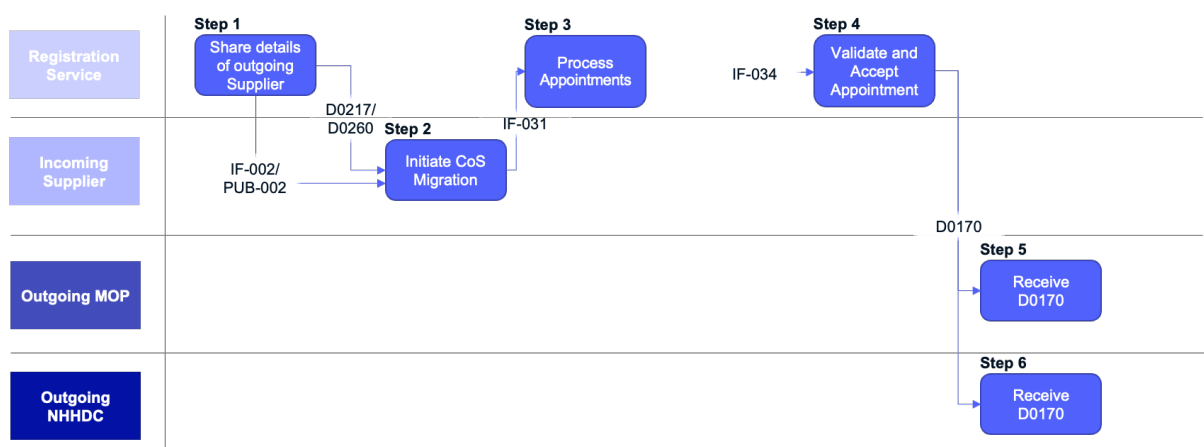 Step 1
Step 3
Step 4
Registration
Service
Share details
of outgoing
Supplier
Process
Appointments
IF-034
Validate and
Accept
Appointment
D0217/
D0260
Step 2
IF-031
Incoming
Supplier
IF-002/
PUB-002
Initiate CoS
Migration
D0170
Step 5
Outgoing MOP
Receive
D0170
Step 6
Outgoing
NHHDC
Receive
D0170